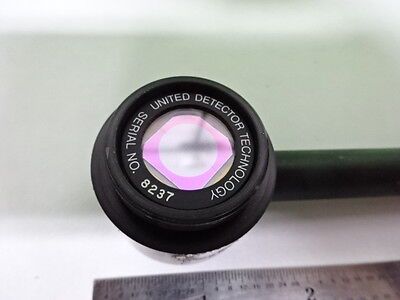 UNITED DETECTOR TECHNOLOGY
SERIAL NO. 8237